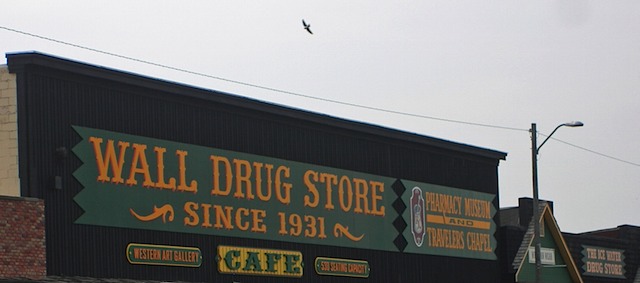 WALL DRUG STORE
SINCE 1931
PHARMACY MUSEUM
AND
TRAVELERS CHAPEL
WESTERN ART GALLERY
CAFE
530 SEATING CAPACITY
THE ICE WATER
DRUG STORE